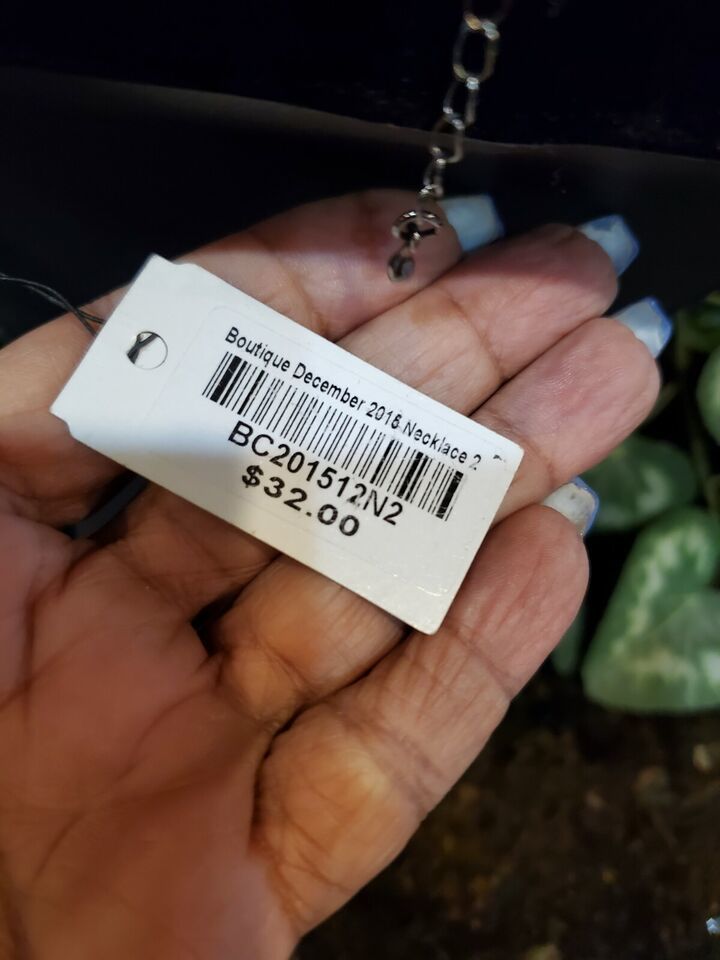 Boutique December 2015 Necklace 2
BC201512N2
$32.00